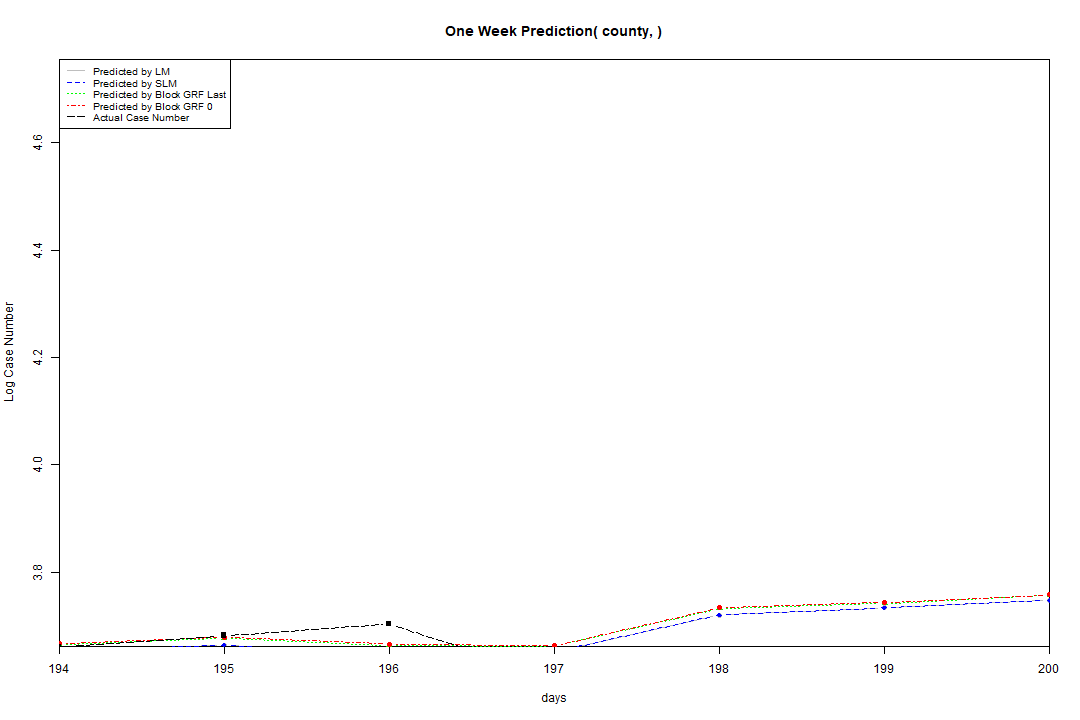 One Week Prediction( county, )
Predicted by LM
Predicted by SLM
Predicted by Block GRF Last
Predicted by Block GRF 0
Actual Case Number
4.6
4.4
4.2
4.0
3.8
Log Case Number
194 195 196 197 198 199 200
days